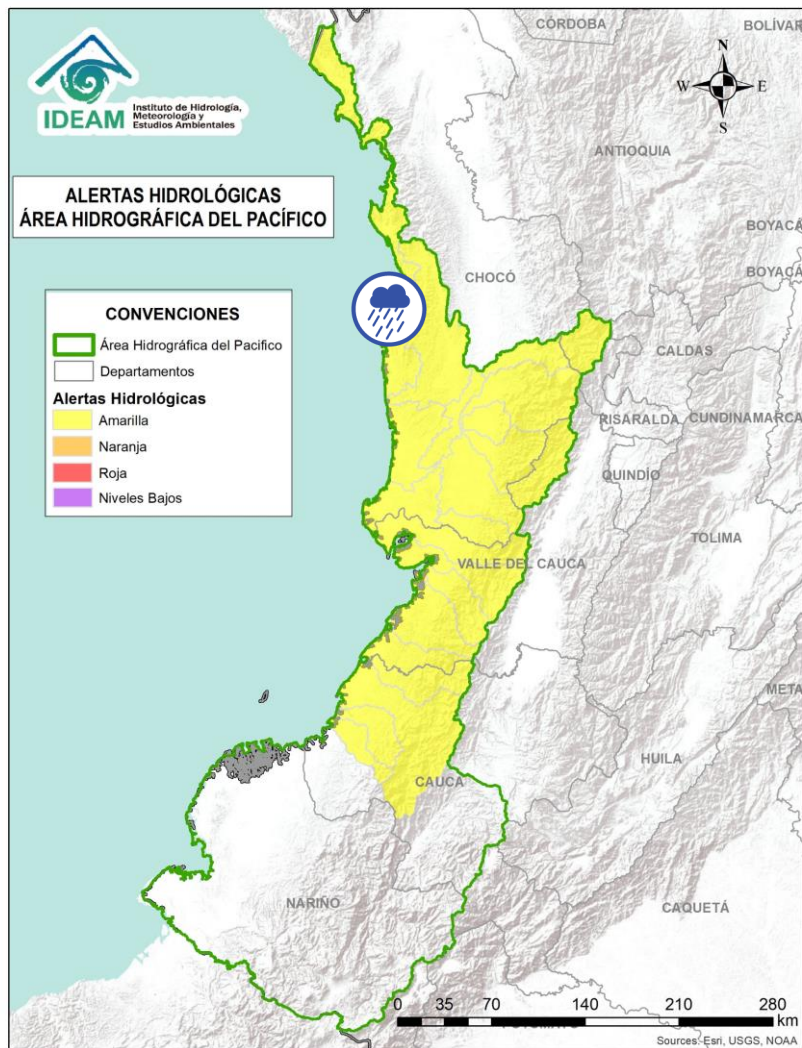 CÓRDOBA
BOLÍVAR
IDEAM
Instituto de Hidrología,
Meteorología y
Estudios Ambientales
N
W
E
S
ANTIOQUIA
ALERTAS HIDROLÓGICAS
ÁREA HIDROGRÁFICA DEL PACÍFICO
BOYACÁ
BOYACÁ
CHOCÓ
CONVENCIONES
Área Hidrográfica del Pacifico
Departamentos
Alertas Hidrológicas
Amarilla
Naranja
Roja
Niveles Bajos
CALDAS
RISARALDA
CUNDINAMARCA
QUINDÍO
TOLIMA
VALLE DEL CAUCA
META
HUILA
CAUCA
NARIÑO
CAQUETÁ
0 35 70 140 210 280
km
Sources: Esri, USGS, NOAA